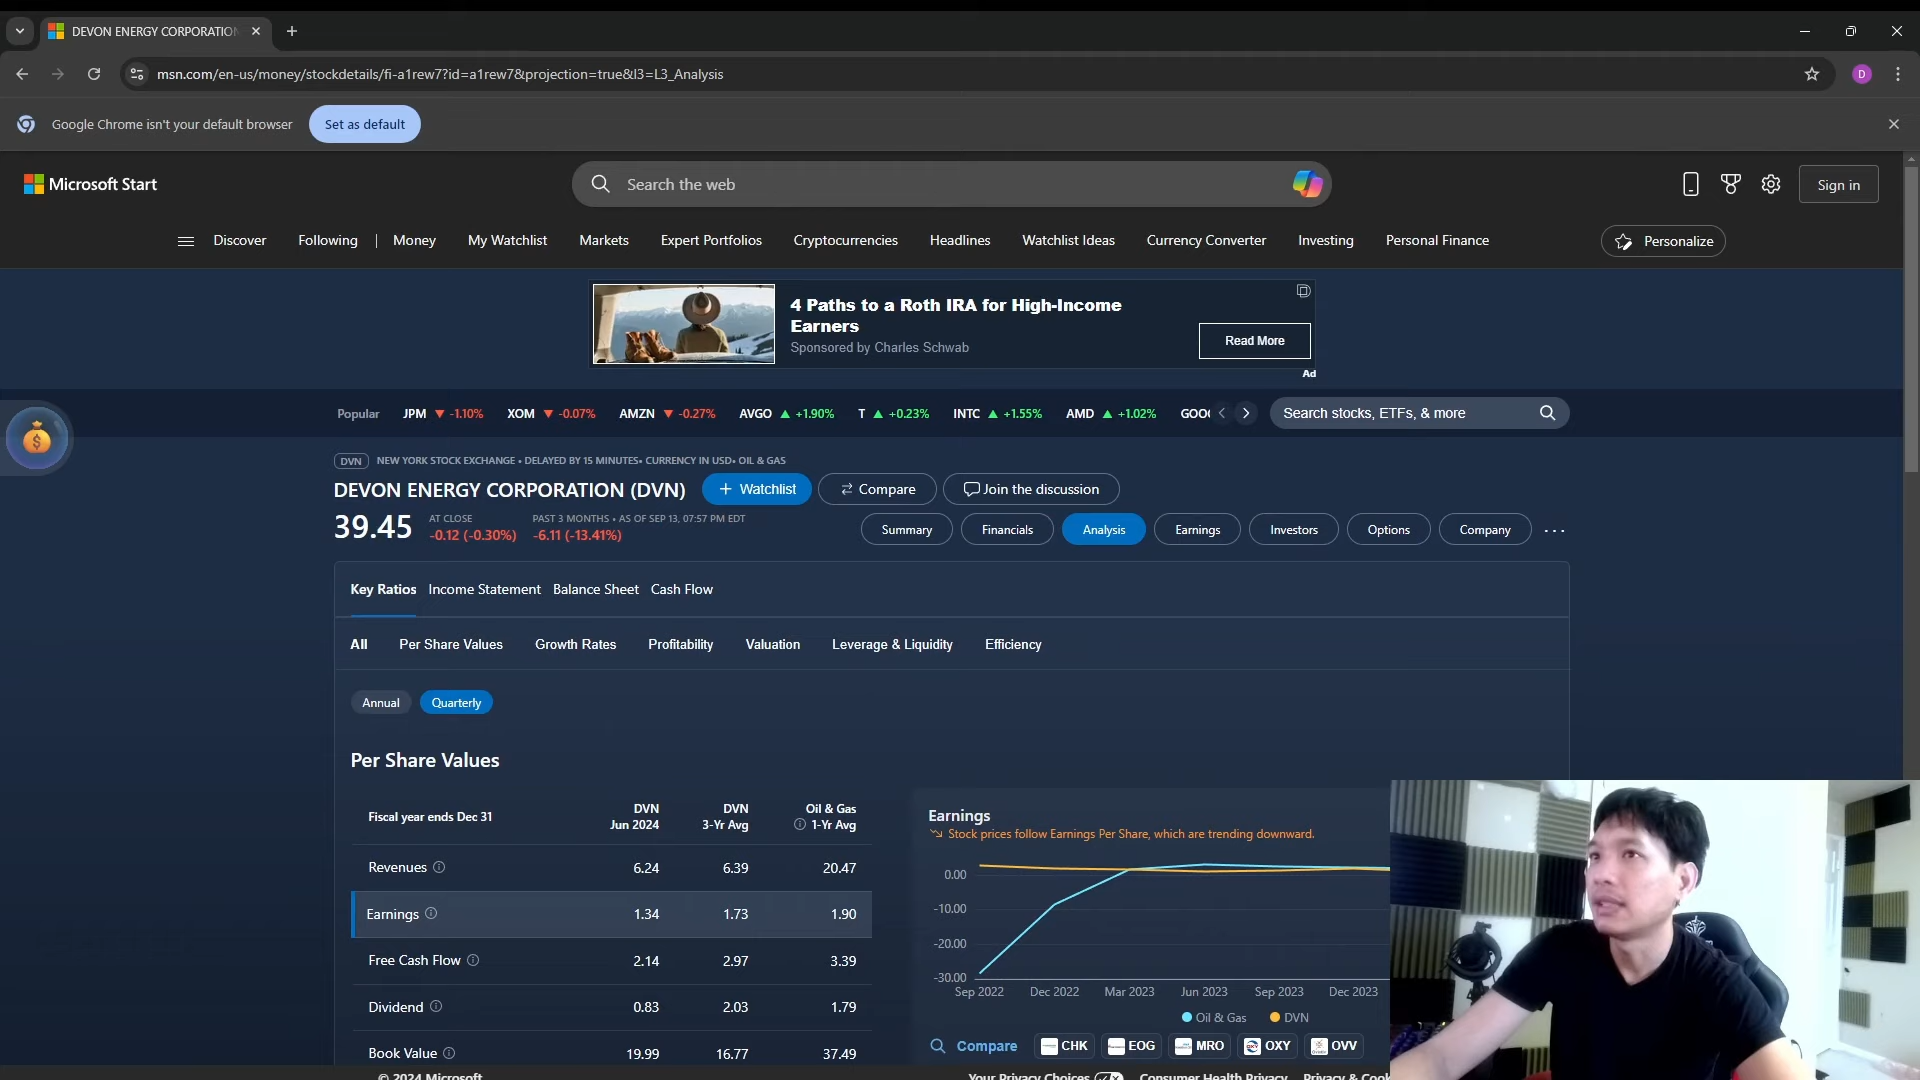 DEVON ENERGY CORPORATION
msn.com/en-us/money/stockdetails/fi-a1rew7?id=a1rew7&projection=true&l3=L3_Analysis
D
Google Chrome isn't your default browser
Set as default
Microsoft Start
Search the web
Sign in
Discover
Following
Money
My Watchlist
Markets
Expert Portfolios
Cryptocurrencies
Headlines
Watchlist Ideas
Currency Converter
Investing
Personal Finance
Personalize
4 Paths to a Roth IRA for High-Income
Earners
Sponsored by Charles Schwab
Read More
Ad
Popular JPM ▼ -1.10% XOM ▼ -0.07% AMZN ▼ -0.27% AVGO ▲ +1.90% T ▲ +0.23% INTC ▲ +1.55% AMD ▲ +1.02% GOO
Search stocks, ETFs, & more
DVN NEW YORK STOCK EXCHANGE • DELAYED BY 15 MINUTES• CURRENCY IN USD• OIL & GAS
DEVON ENERGY CORPORATION (DVN)
+ Watchlist
Compare
Join the discussion
39.45
AT CLOSE
-0.12 (-0.30%)
PAST 3 MONTHS • AS OF SEP 13, 07:57 PM EDT
-6.11 (-13.41%)
Summary
Financials
Analysis
Earnings
Investors
Options
Company
...
Key Ratios Income Statement Balance Sheet Cash Flow
All Per Share Values Growth Rates Profitability Valuation Leverage & Liquidity Efficiency
Annual Quarterly
Per Share Values
Fiscal year ends Dec 31
DVN
Jun 2024
DVN
3-Yr Avg
Oil & Gas
1-Yr Avg
Revenues 6.24 6.39 20.47
Earnings 1.34 1.73 1.90
Free Cash Flow 2.14 2.97 3.39
Dividend 0.83 2.03 1.79
Book Value 19.99 16.77 37.49
Earnings
Stock prices follow Earnings Per Share, which are trending downward.
0.00
-10.00
-20.00
-30.00
Sep 2022 Dec 2022 Mar 2023 Jun 2023 Sep 2023 Dec 2023
Oil & Gas DVN
Compare CHK EOG MRO OXY OVV
© 2024 Microsoft
Your Privacy Choices
Consumer Health Privacy
Privacy & Cook